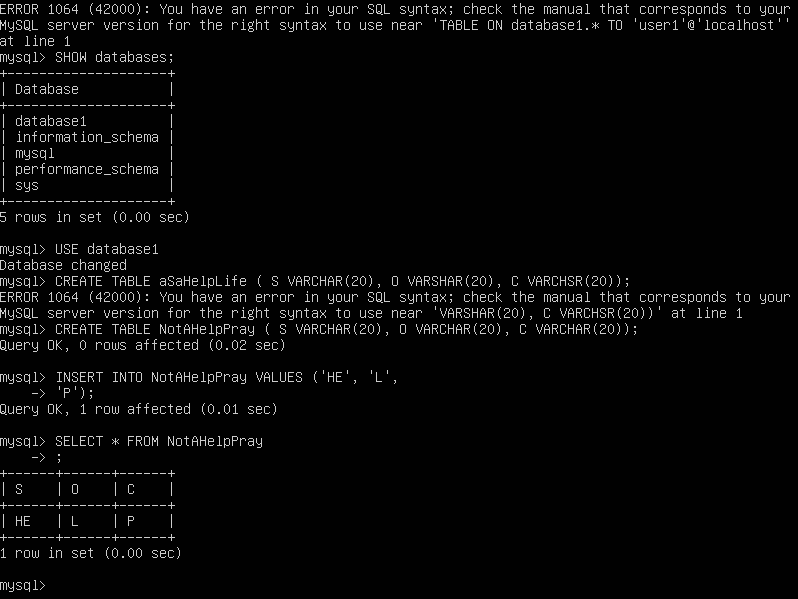 ERROR 1064 (42000): You have an error in your SQL syntax; check the manual that corresponds to your
MySQL server version for the right syntax to use near 'TABLE ON database1.* TO 'user1'@'localhost''
at line 1
mysql> SHOW databases;
+--------------------+
| Database           |
+--------------------+
| database1          |
| information_schema |
| mysql              |
| performance_schema |
| sys                |
+--------------------+
5 rows in set (0.00 sec)
mysql> USE database1
Database changed
mysql> CREATE TABLE aSaHelpLife ( S VARCHAR(20), O VARSHAR(20), C VARCHSR(20));
ERROR 1064 (42000): You have an error in your SQL syntax; check the manual that corresponds to your
MySQL server version for the right syntax to use near 'VARSHAR(20), C VARCHSR(20))' at line 1
mysql> CREATE TABLE NotAHelpPray ( S VARCHAR(20), O VARCHAR(20), C VARCHAR(20));
Query OK, 0 rows affected (0.02 sec)
mysql> INSERT INTO NotAHelpPray VALUES ('HE', 'L',
    -> 'P');
Query OK, 1 row affected (0.01 sec)
mysql> SELECT * FROM NotAHelpPray
    -> ;
+------+------+------+
| S    | O    | C    |
+------+------+------+
| HE   | L    | P    |
+------+------+------+
1 row in set (0.00 sec)
mysql>